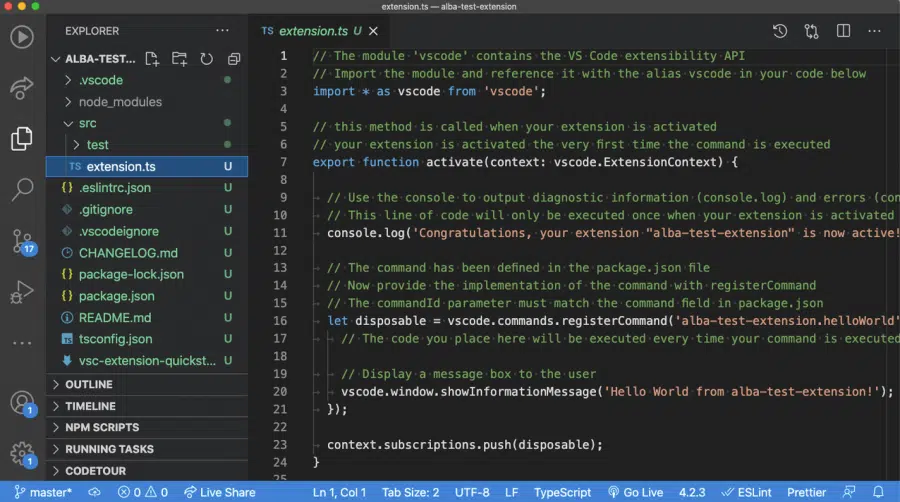 extension.ts — alba-test-extension
EXPLORER
ALBA-TEST...
.vscode
node_modules
src
test
TS extension.ts U
{} .eslintrc.json U
.gitignore U
.vscodeignore U
CHANGELOG.md U
{} package-lock.json U
{} package.json U
README.md U
tsconfig.json U
vsc-extension-quickst... U
OUTLINE
TIMELINE
NPM SCRIPTS
RUNNING TASKS
CODETOUR
17
1
1
TS extension.ts U
1 // The module 'vscode' contains the VS Code extensibility API
2 // Import the module and reference it with the alias vscode in your code below
3 import * as vscode from 'vscode';
4
5 // this method is called when your extension is activated
6 // your extension is activated the very first time the command is executed
7 export function activate(context: vscode.ExtensionContext) {
8
9 // Use the console to output diagnostic information (console.log) and errors (con
10 // This line of code will only be executed once when your extension is activated
11 console.log('Congratulations, your extension "alba-test-extension" is now active!
12
13 // The command has been defined in the package.json file
14 // Now provide the implementation of the command with registerCommand
15 // The commandId parameter must match the command field in package.json
16 let disposable = vscode.commands.registerCommand('alba-test-extension.helloWorld'
17 // The code you place here will be executed every time your command is executed
18
19 // Display a message box to the user
20 vscode.window.showInformationMessage('Hello World from alba-test-extension!');
21 });
22
23 context.subscriptions.push(disposable);
24 }
25
master* 0 0 Live Share Ln 1, Col 1 Tab Size: 2 UTF-8 LF TypeScript Go Live 4.2.3 ESLint Prettier